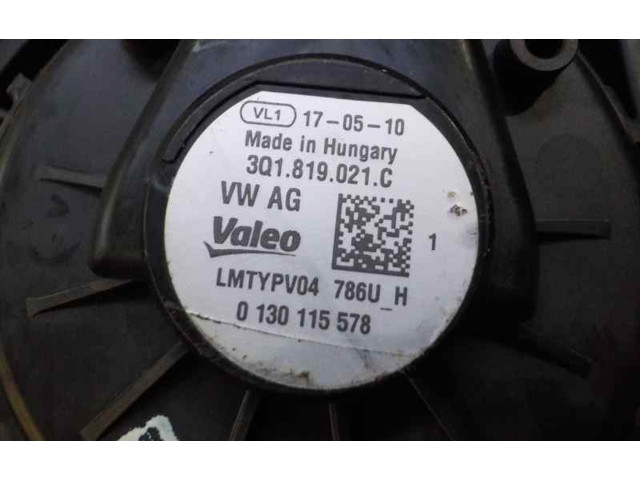 VL1 17-05-10
Made in Hungary
3Q1.819.021.C
VW AG
Valeo 1
LMTYPV04 786U_H
0 130 115 578